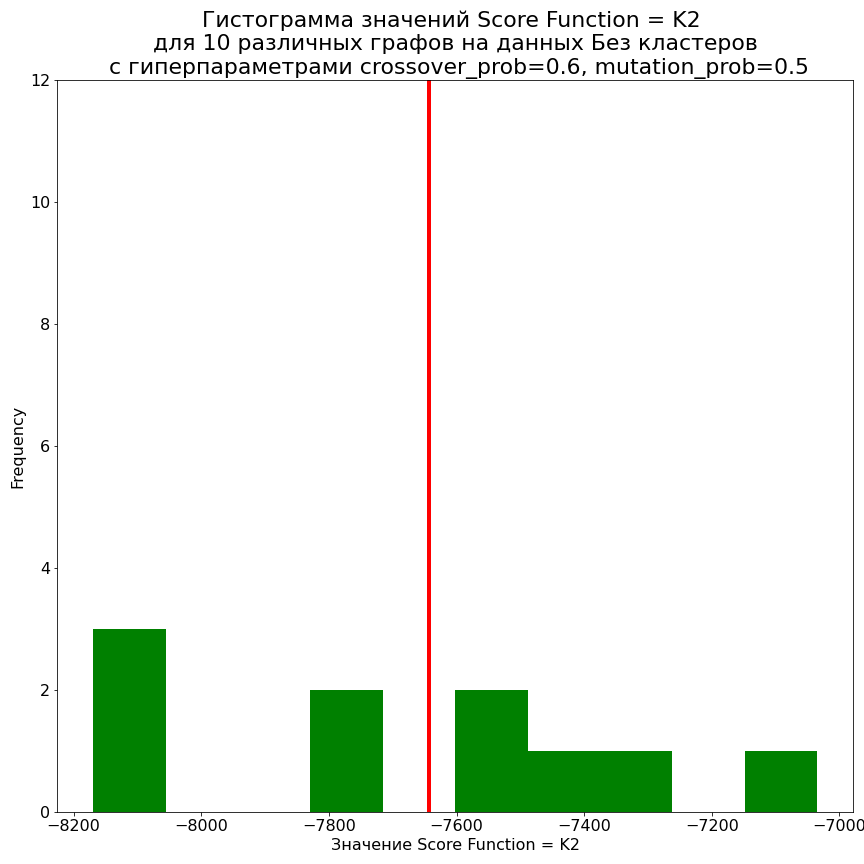 Гистограмма значений Score Function = K2
для 10 различных графов на данных Без кластеров
с гиперпараметрами crossover_prob=0.6, mutation_prob=0.5
12
10
8
6
4
2
0
Frequency
−8200 −8000 −7800 −7600 −7400 −7200 −7000
Значение Score Function = K2